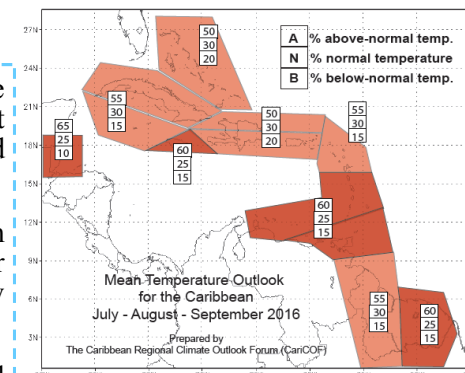 27N
24N
21N
18N
15N
12N
9N
6N
3N
A % above-normal temp.
N % normal temperature
B % below-normal temp.
50
30
20
55
30
15
65
25
10
60
25
15
50
30
20
55
30
15
60
25
15
55
30
15
60
25
15
Mean Temperature Outlook
for the Caribbean
July - August - September 2016
Prepared by
The Caribbean Regional Climate Outlook Forum (CariCOF)